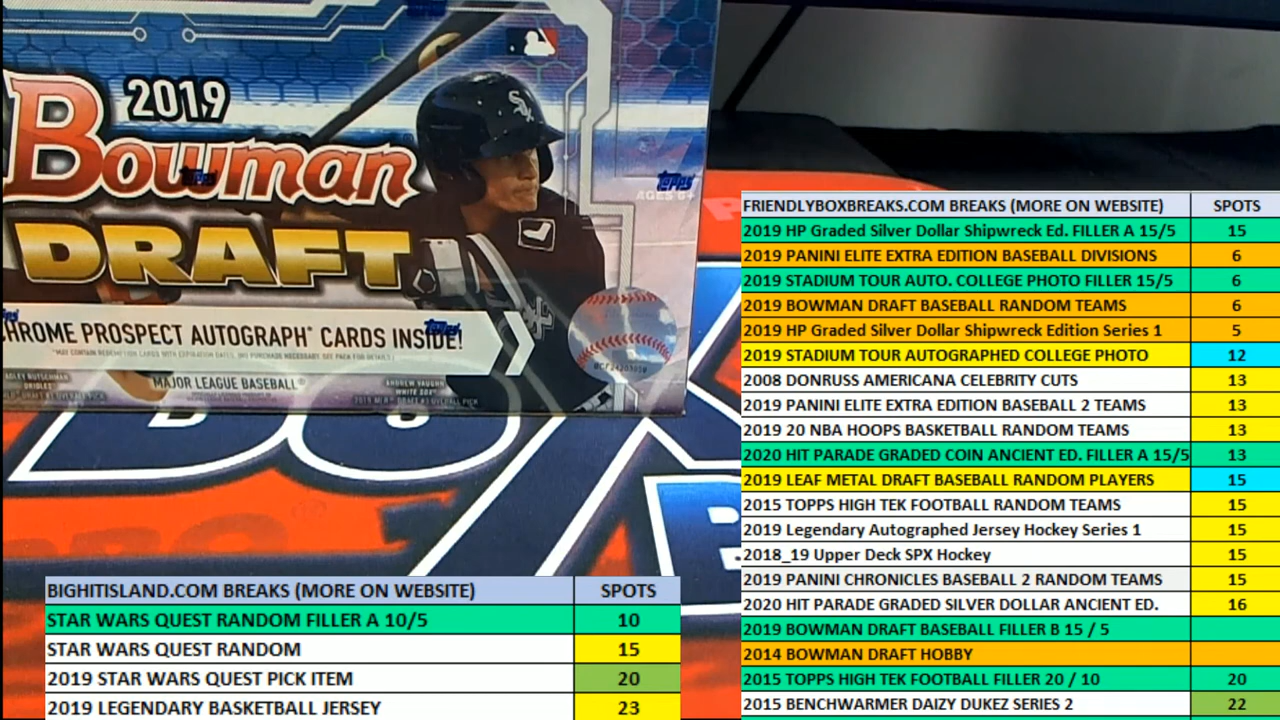 2019
Bowman
DRAFT
Topps
AGES 6+
CHROME PROSPECT AUTOGRAPH* CARDS INSIDE!
MAJOR LEAGUE BASEBALL
ANDREW VAUGHN
WHITE SOX
FRIENDLYBOXBREAKS.COM BREAKS (MORE ON WEBSITE) SPOTS
2019 HP Graded Silver Dollar Shipwreck Ed. FILLER A 15/5 15
2019 PANINI ELITE EXTRA EDITION BASEBALL DIVISIONS 6
2019 STADIUM TOUR AUTO. COLLEGE PHOTO FILLER 15/5 6
2019 BOWMAN DRAFT BASEBALL RANDOM TEAMS 6
2019 HP Graded Silver Dollar Shipwreck Edition Series 1 5
2019 STADIUM TOUR AUTOGRAPHED COLLEGE PHOTO 12
2008 DONRUSS AMERICANA CELEBRITY CUTS 13
2019 PANINI ELITE EXTRA EDITION BASEBALL 2 TEAMS 13
2019 20 NBA HOOPS BASKETBALL RANDOM TEAMS 13
2020 HIT PARADE GRADED COIN ANCIENT ED. FILLER A 15/5 13
2019 LEAF METAL DRAFT BASEBALL RANDOM PLAYERS 15
2015 TOPPS HIGH TEK FOOTBALL RANDOM TEAMS 15
2019 Legendary Autographed Jersey Hockey Series 1 15
2018_19 Upper Deck SPX Hockey 15
2019 PANINI CHRONICLES BASEBALL 2 RANDOM TEAMS 15
2020 HIT PARADE GRADED SILVER DOLLAR ANCIENT ED. 16
2019 BOWMAN DRAFT BASEBALL FILLER B 15 / 5
2014 BOWMAN DRAFT HOBBY
2015 TOPPS HIGH TEK FOOTBALL FILLER 20 / 10 20
2015 BENCHWARMER DAIZY DUKEZ SERIES 2 22
BIGHITISLAND.COM BREAKS (MORE ON WEBSITE) SPOTS
STAR WARS QUEST RANDOM FILLER A 10/5 10
STAR WARS QUEST RANDOM 15
2019 STAR WARS QUEST PICK ITEM 20
2019 LEGENDARY BASKETBALL JERSEY 23